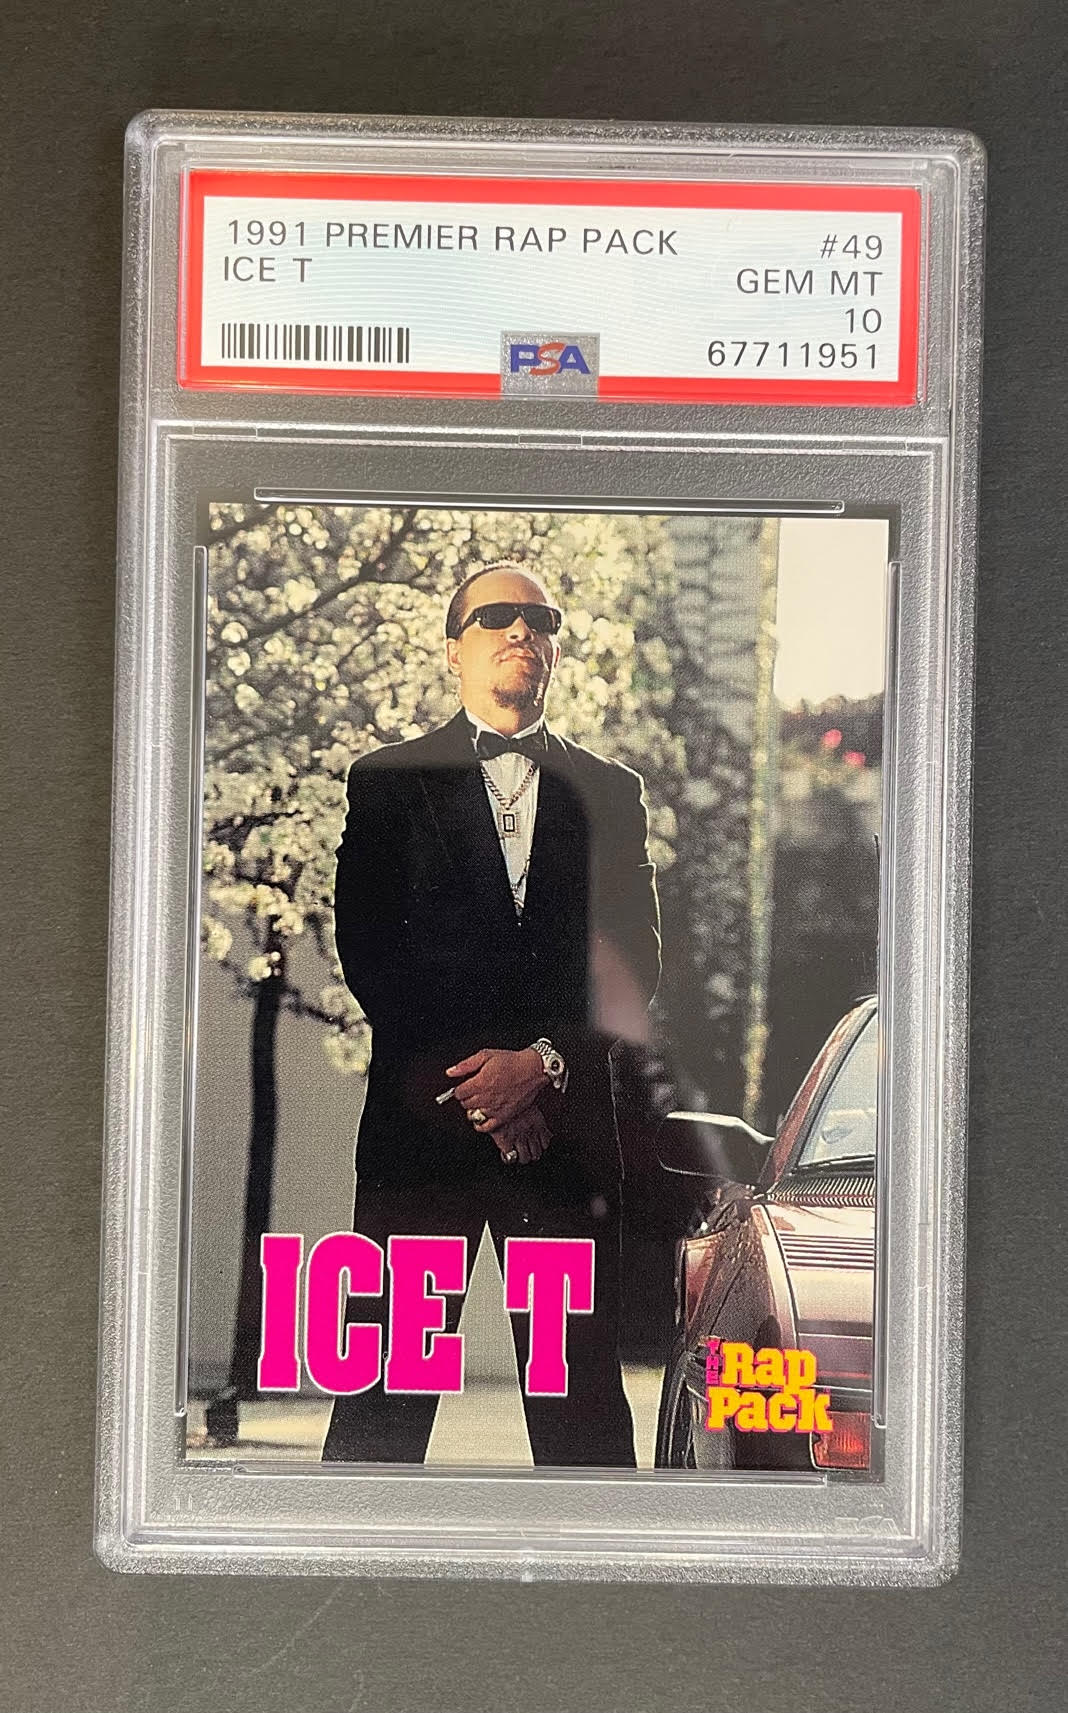 1991 PREMIER RAP PACK
ICE T
#49
GEM MT
10
67711951
PSA
ICE T
THE
Rap
Pack